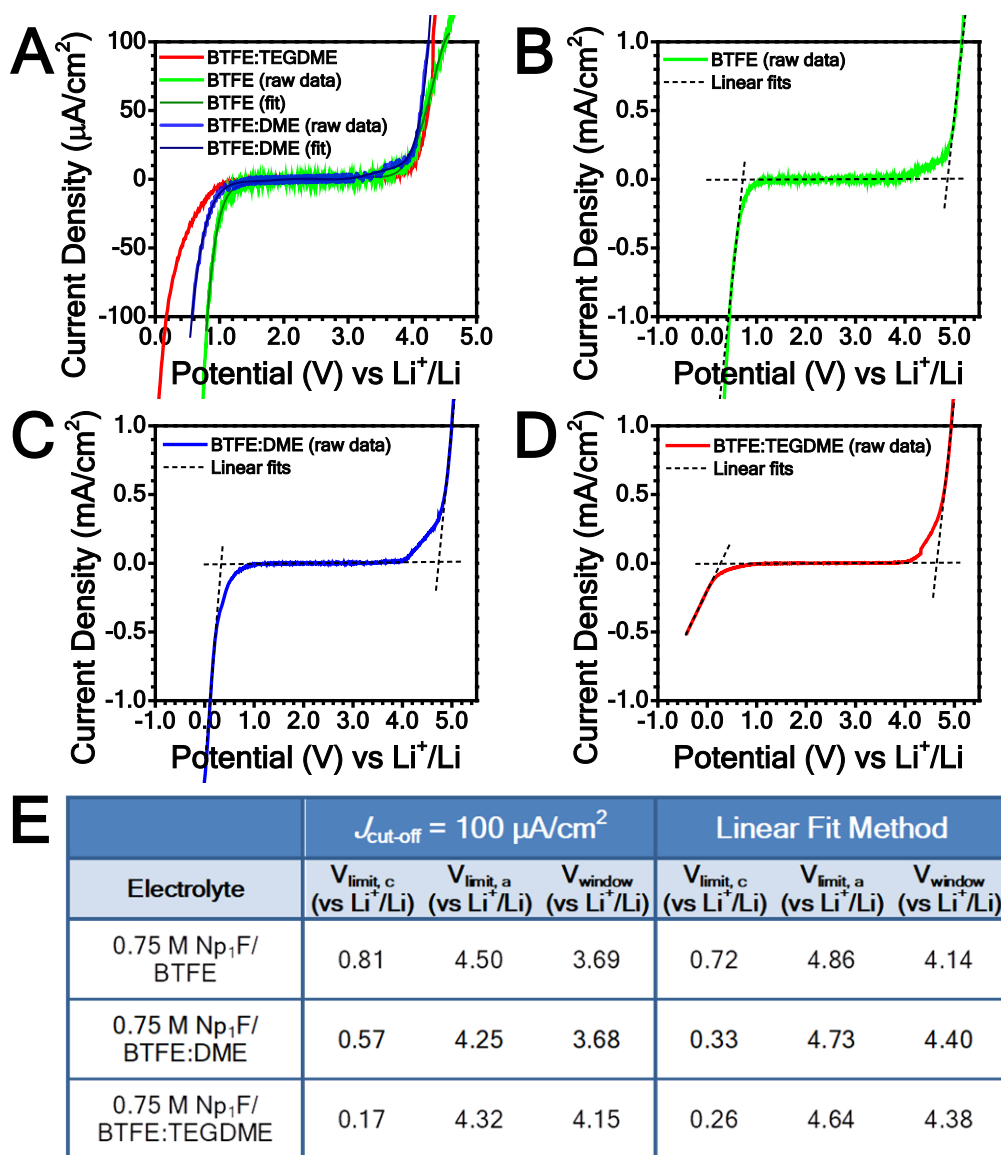 A
Current Density (µA/cm²)
100
50
0
-50
-100
BTFE:TEGDME
BTFE (raw data)
BTFE (fit)
BTFE:DME (raw data)
BTFE:DME (fit)
0.0 1.0 2.0 3.0 4.0 5.0
Potential (V) vs Li⁺/Li
B
Current Density (mA/cm²)
1.0
0.5
0.0
-0.5
-1.0
BTFE (raw data)
Linear fits
-1.0 0.0 1.0 2.0 3.0 4.0 5.0
Potential (V) vs Li⁺/Li
C
Current Density (mA/cm²)
1.0
0.5
0.0
-0.5
-1.0
BTFE:DME (raw data)
Linear fits
-1.0 0.0 1.0 2.0 3.0 4.0 5.0
Potential (V) vs Li⁺/Li
D
Current Density (mA/cm²)
1.0
0.5
0.0
-0.5
-1.0
BTFE:TEGDME (raw data)
Linear fits
-1.0 0.0 1.0 2.0 3.0 4.0 5.0
Potential (V) vs Li⁺/Li
E
J cut-off = 100 µA/cm² Linear Fit Method
Electrolyte
V limit, c (vs Li⁺/Li) V limit, a (vs Li⁺/Li) V window (vs Li⁺/Li) V limit, c (vs Li⁺/Li) V limit, a (vs Li⁺/Li) V window (vs Li⁺/Li)
0.75 M Np₁F/
BTFE
0.81 4.50 3.69 0.72 4.86 4.14
0.75 M Np₁F/
BTFE:DME
0.57 4.25 3.68 0.33 4.73 4.40
0.75 M Np₁F/
BTFE:TEGDME
0.17 4.32 4.15 0.26 4.64 4.38